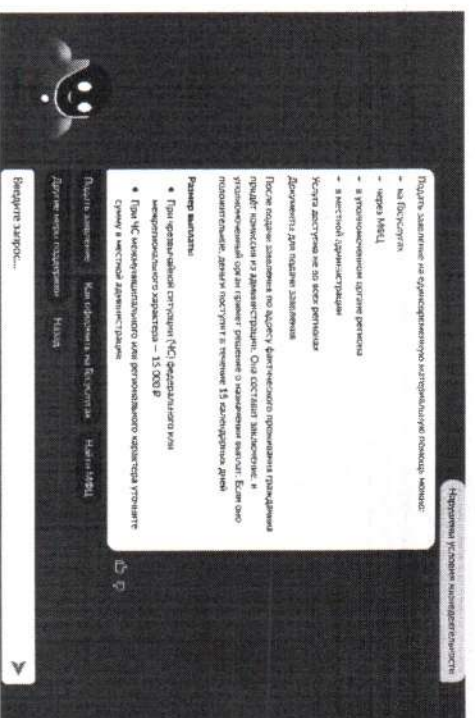 Нарушены условия жизнедеятельности
Подать заявление на единовременную материальную помощь можно:
– на Госуслугах
– через МФЦ
– в уполномоченном органе региона
– в местной администрации
Услуга доступна не во всех регионах
Документы для подачи заявления
После подачи заявления по адресу фактического проживания гражданина
придёт комиссия из администрации. Она составит заключение, и
уполномоченный орган примет решение о назначении выплат. Если оно
положительное, деньги поступят в течение 15 календарных дней
Размер выплаты:
• При чрезвычайной ситуации (ЧС) федерального или
межрегионального характера — 15 000 ₽
• При ЧС межмуниципального или регионального характера уточните
сумму в местной администрации
Подать заявление Как оформить на Госуслугах Найти МФЦ
Другие меры поддержки Назад
Введите запрос...